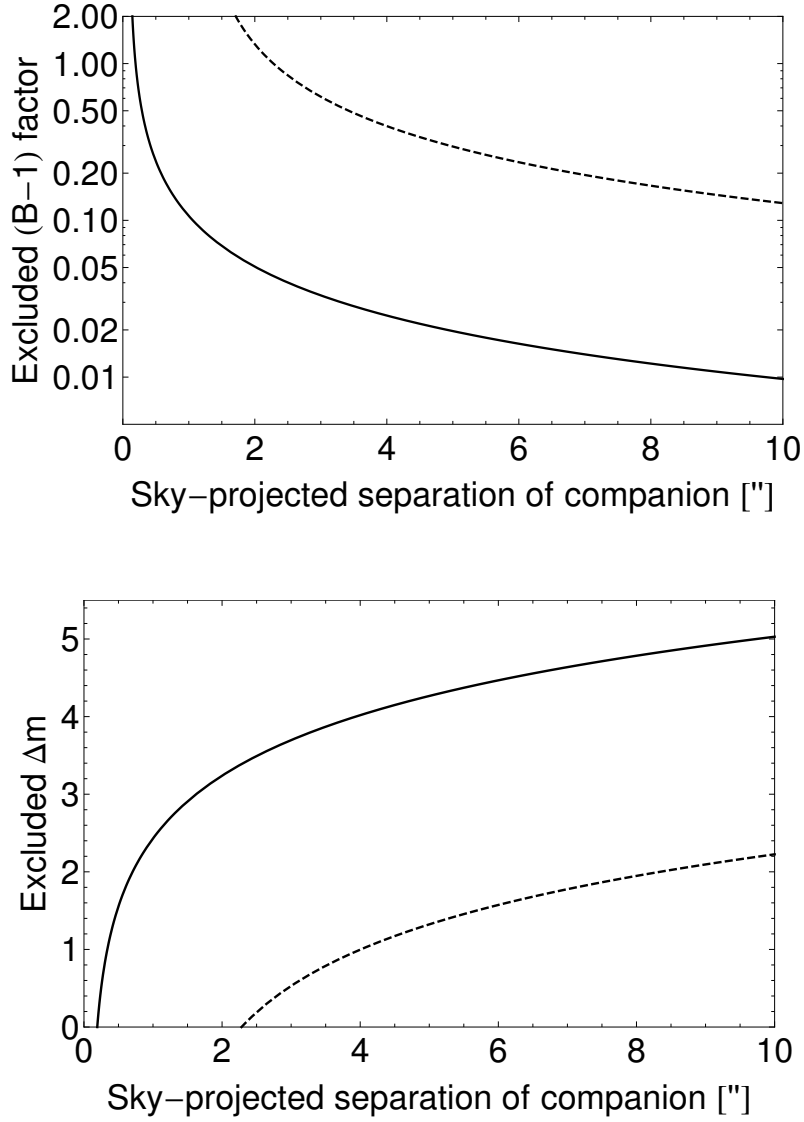 2.00
1.00
0.50
0.20
0.10
0.05
0.02
0.01
Excluded (B−1) factor
0 2 4 6 8 10
Sky−projected separation of companion ["]
5
4
3
2
1
0
Excluded Δm
0 2 4 6 8 10
Sky−projected separation of companion ["]